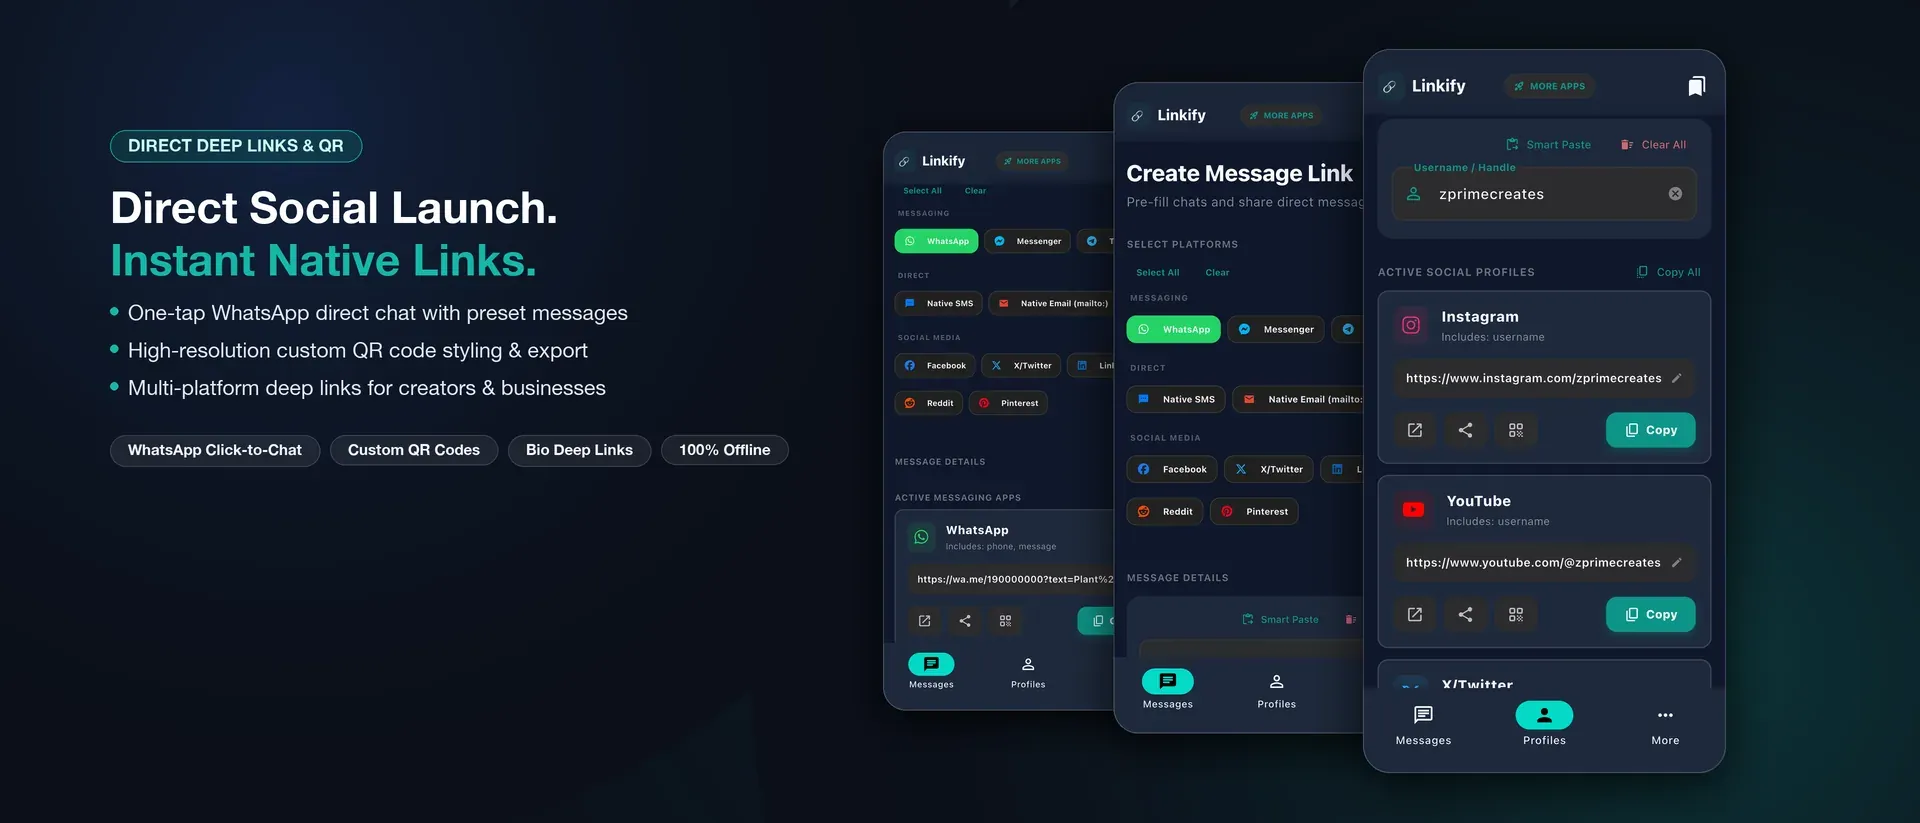 DIRECT DEEP LINKS & QR
Direct Social Launch.
Instant Native Links.
One-tap WhatsApp direct chat with preset messages
High-resolution custom QR code styling & export
Multi-platform deep links for creators & businesses
WhatsApp Click-to-Chat
Custom QR Codes
Bio Deep Links
100% Offline
Linkify
MORE APPS
Select All
Clear
MESSAGING
WhatsApp
Messenger
T
DIRECT
Native SMS
Native Email (mailto:)
SOCIAL MEDIA
Facebook
X/Twitter
Linl
Reddit
Pinterest
MESSAGE DETAILS
ACTIVE MESSAGING APPS
WhatsApp
Includes: phone, message
https://wa.me/190000000?text=Plant%2
Messages
Profiles
Linkify
MORE APPS
Create Message Link
Pre-fill chats and share direct messag
SELECT PLATFORMS
Select All
Clear
MESSAGING
WhatsApp
Messenger
DIRECT
Native SMS
Native Email (mailto:
SOCIAL MEDIA
Facebook
X/Twitter
L
Reddit
Pinterest
MESSAGE DETAILS
Smart Paste
Messages
Profiles
Linkify
MORE APPS
Smart Paste
Clear All
Username / Handle
zprimecreates
ACTIVE SOCIAL PROFILES
Copy All
Instagram
Includes: username
https://www.instagram.com/zprimecreates
Copy
YouTube
Includes: username
https://www.youtube.com/@zprimecreates
Copy
X/Twitter
Messages
Profiles
More